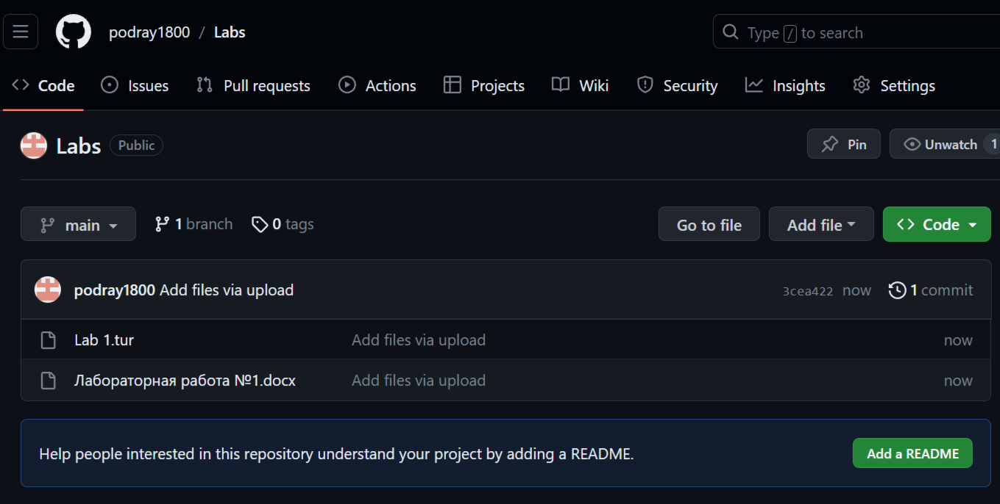 podray1800 / Labs
Type / to search
Code Issues Pull requests Actions Projects Wiki Security Insights Settings
Labs Public Pin Unwatch 1
main 1 branch 0 tags Go to file Add file Code
podray1800 Add files via upload 3cea422 now 1 commit
Lab 1.tur Add files via upload now
Лабораторная работа №1.docx Add files via upload now
Help people interested in this repository understand your project by adding a README. Add a README